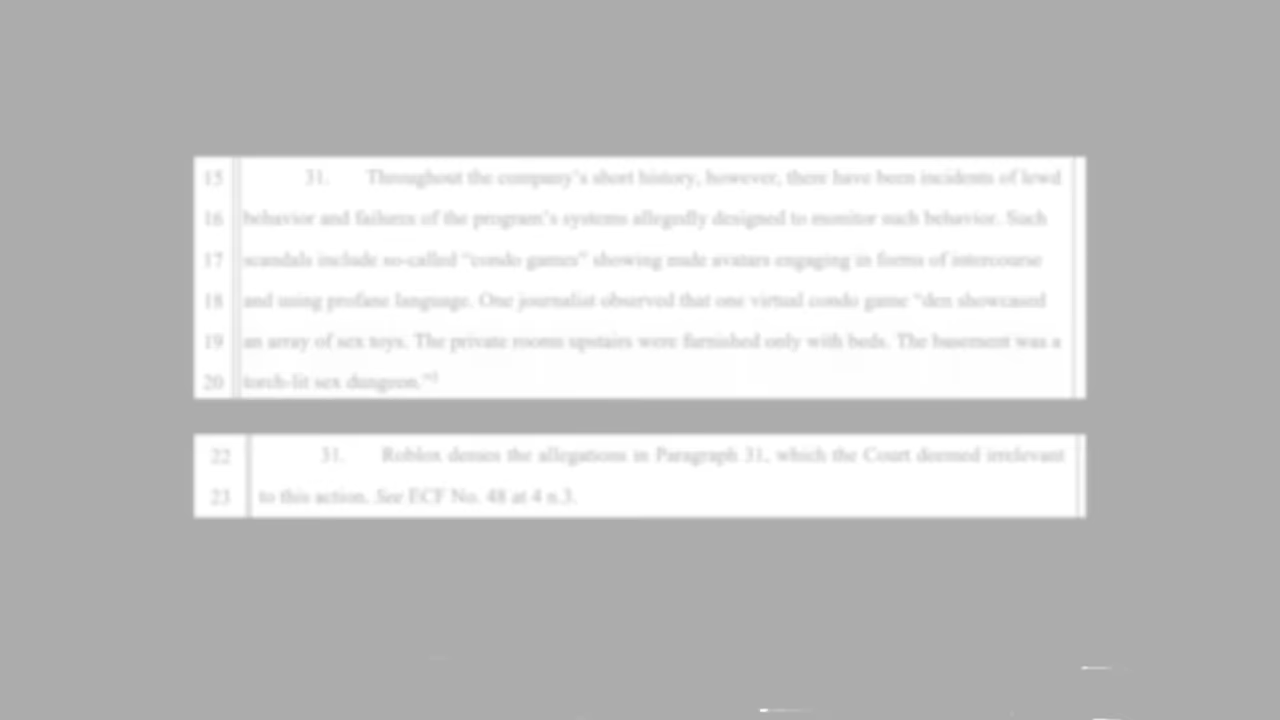 15 31. Throughout the company's short history, however, there have been incidents of lewd
16 behavior and failures of the program's systems allegedly designed to monitor such behavior. Such
17 scandals include so-called “condo games” showing nude avatars engaging in forms of intercourse
18 and using profane language. One journalist observed that one virtual condo game “den showcased
19 an array of sex toys. The private rooms upstairs were furnished only with beds. The basement was a
20 torch-lit sex dungeon.”³
22 31. Roblox denies the allegations in Paragraph 31, which the Court deemed irrelevant
23 to this action. See ECF No. 48 at 4 n.3.